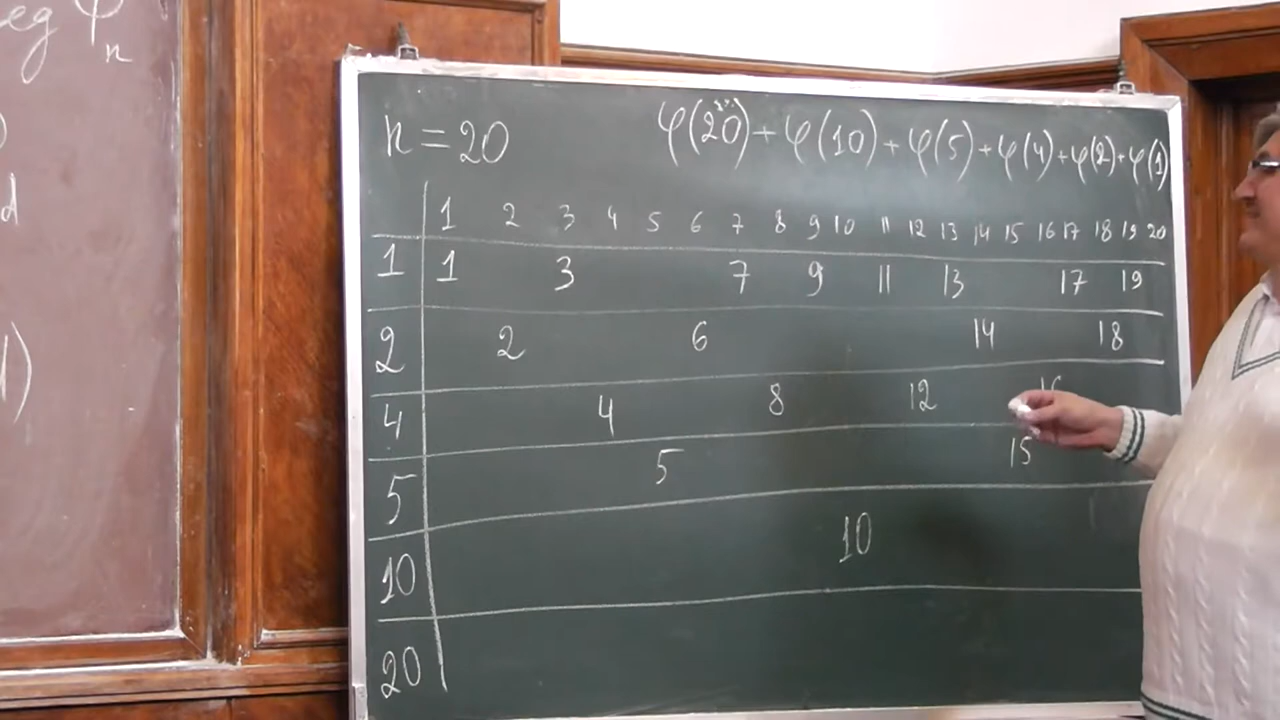 n
d
n = 20
φ(20) + φ(10) + φ(5) + φ(4) + φ(2) + φ(1)
1 2 3 4 5 6 7 8 9 10 11 12 13 14 15 16 17 18 19 20
1 1 3 7 9 11 13 17 19
2 2 6 14 18
4 4 8 12 16
5 5 15
10 10
20